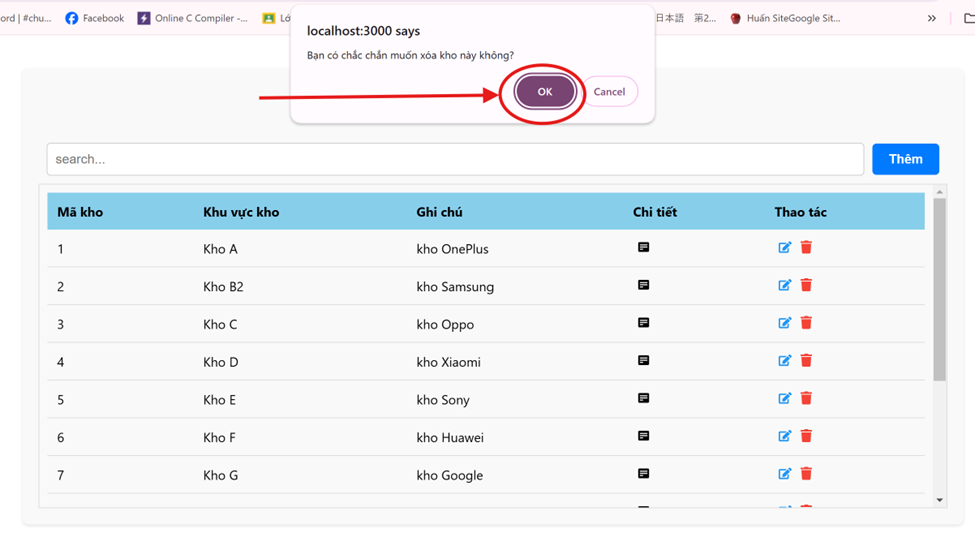 ord | #chu... Facebook Online C Compiler -... Lớ 日本語 第2... Huấn SiteGoogle Sit... »
localhost:3000 says
Bạn có chắc chắn muốn xóa kho này không?
OK Cancel
search... Thêm
Mã kho Khu vực kho Ghi chú Chi tiết Thao tác
1 Kho A kho OnePlus
2 Kho B2 kho Samsung
3 Kho C kho Oppo
4 Kho D kho Xiaomi
5 Kho E kho Sony
6 Kho F kho Huawei
7 Kho G kho Google